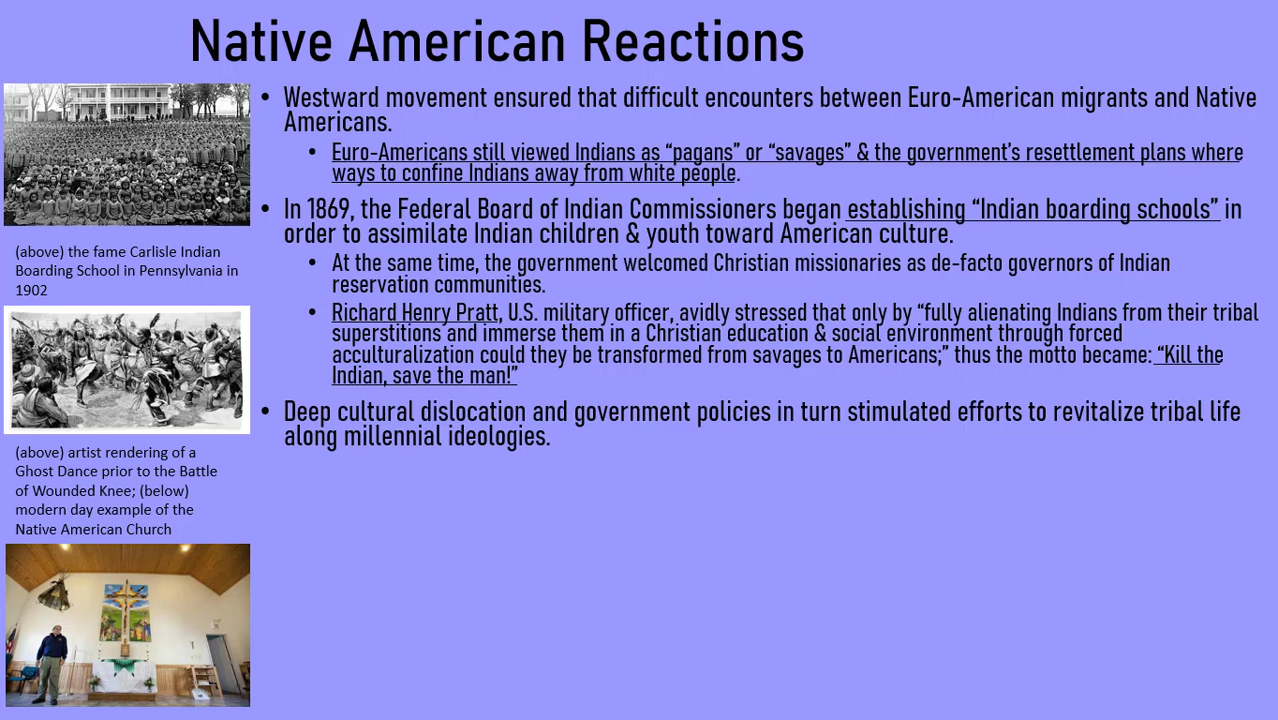 Native American Reactions
• Westward movement ensured that difficult encounters between Euro-American migrants and Native
Americans.
• Euro-Americans still viewed Indians as “pagans” or “savages” & the government’s resettlement plans where
ways to confine Indians away from white people.
• In 1869, the Federal Board of Indian Commissioners began establishing “Indian boarding schools” in
order to assimilate Indian children & youth toward American culture.
• At the same time, the government welcomed Christian missionaries as de-facto governors of Indian
reservation communities.
• Richard Henry Pratt, U.S. military officer, avidly stressed that only by “fully alienating Indians from their tribal
superstitions and immerse them in a Christian education & social environment through forced
acculturalization could they be transformed from savages to Americans;” thus the motto became: “Kill the
Indian, save the man!”
• Deep cultural dislocation and government policies in turn stimulated efforts to revitalize tribal life
along millennial ideologies.
(above) the fame Carlisle Indian
Boarding School in Pennsylvania in
1902
(above) artist rendering of a
Ghost Dance prior to the Battle
of Wounded Knee; (below)
modern day example of the
Native American Church